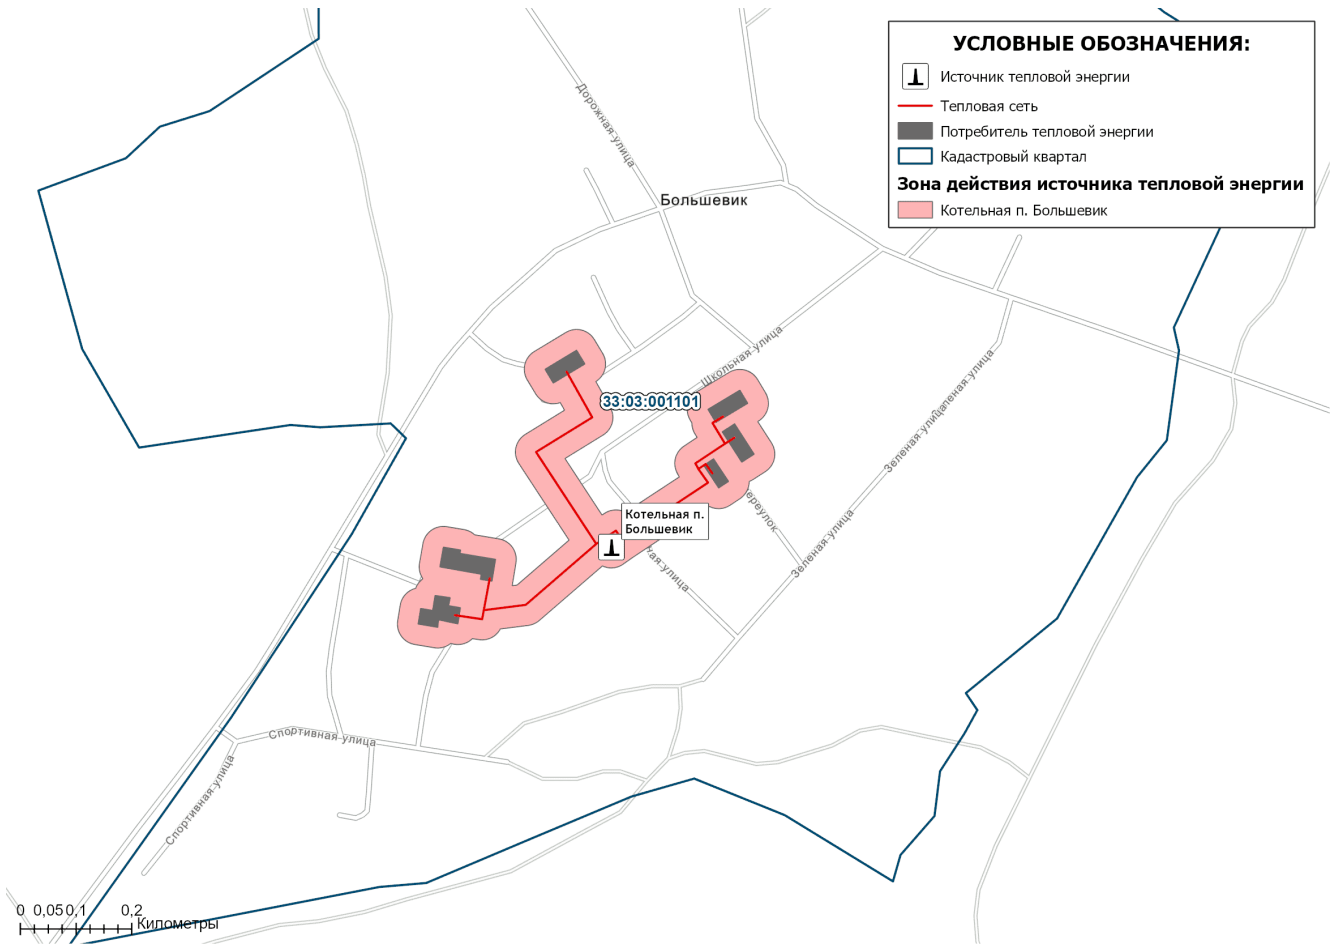 УСЛОВНЫЕ ОБОЗНАЧЕНИЯ:
Источник тепловой энергии
Тепловая сеть
Потребитель тепловой энергии
Кадастровый квартал
Зона действия источника тепловой энергии
Котельная п. Большевик
Дорожная улица
Большевик
Школьная улица
33:03:001101
Зеленая улица
Зеленая улица
Котельная п.
Большевик
Спортивная улица
Спортивная улица
0 0,05 0,1 0,2
Километры